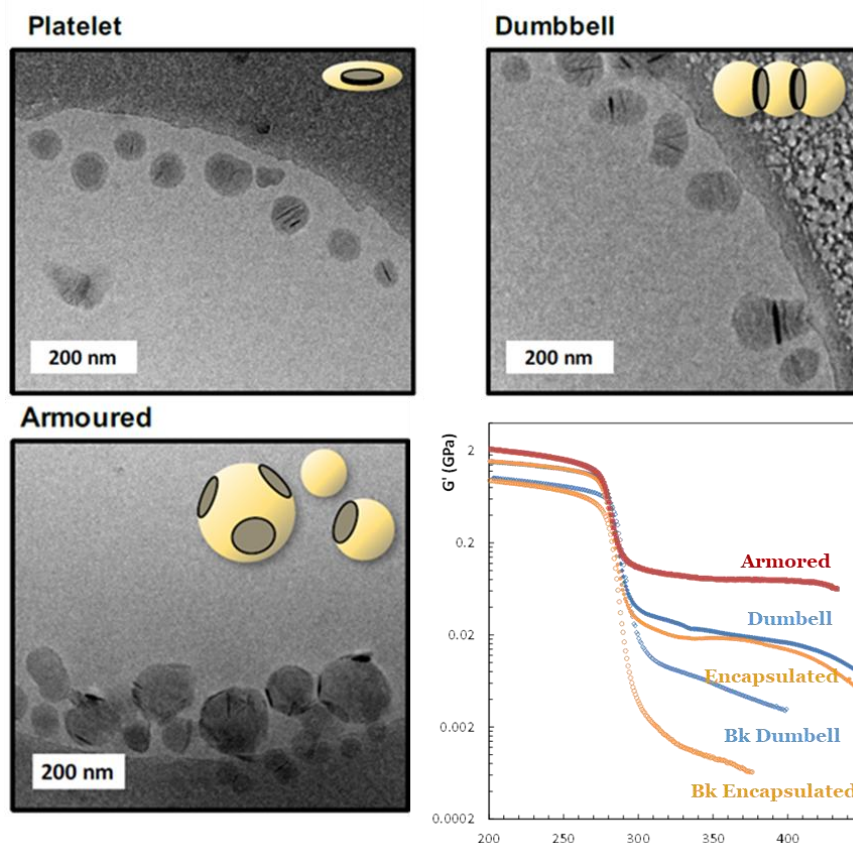 Platelet
200 nm
Dumbbell
200 nm
Armoured
200 nm
G' (GPa)
2
0.2
0.02
0.002
0.0002
200
250
300
350
400
Armored
Dumbell
Encapsulated
Bk Dumbell
Bk Encapsulated